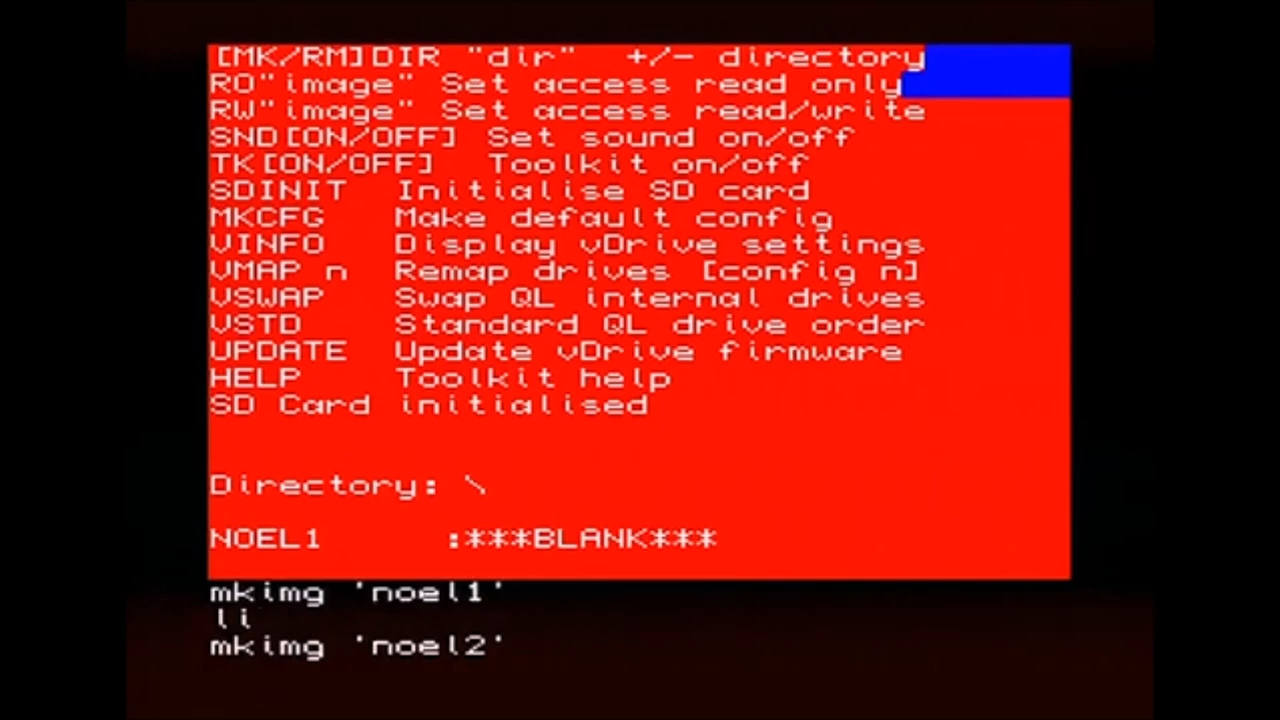 [MK/RM]DIR "dir"  +/- directory
RO"image" Set access read only
RW"image" Set access read/write
SND[ON/OFF] Set sound on/off
TK[ON/OFF]  Toolkit on/off
SDINIT  Initialise SD card
MKCFG   Make default config
VINFO   Display vDrive settings
VMAP n  Remap drives [config n]
VSWAP   Swap QL internal drives
VSTD    Standard QL drive order
UPDATE  Update vDrive firmware
HELP    Toolkit help
SD Card initialised
Directory: \
NOEL1     :***BLANK***
mkimg 'noel1'
li
mkimg 'noel2'